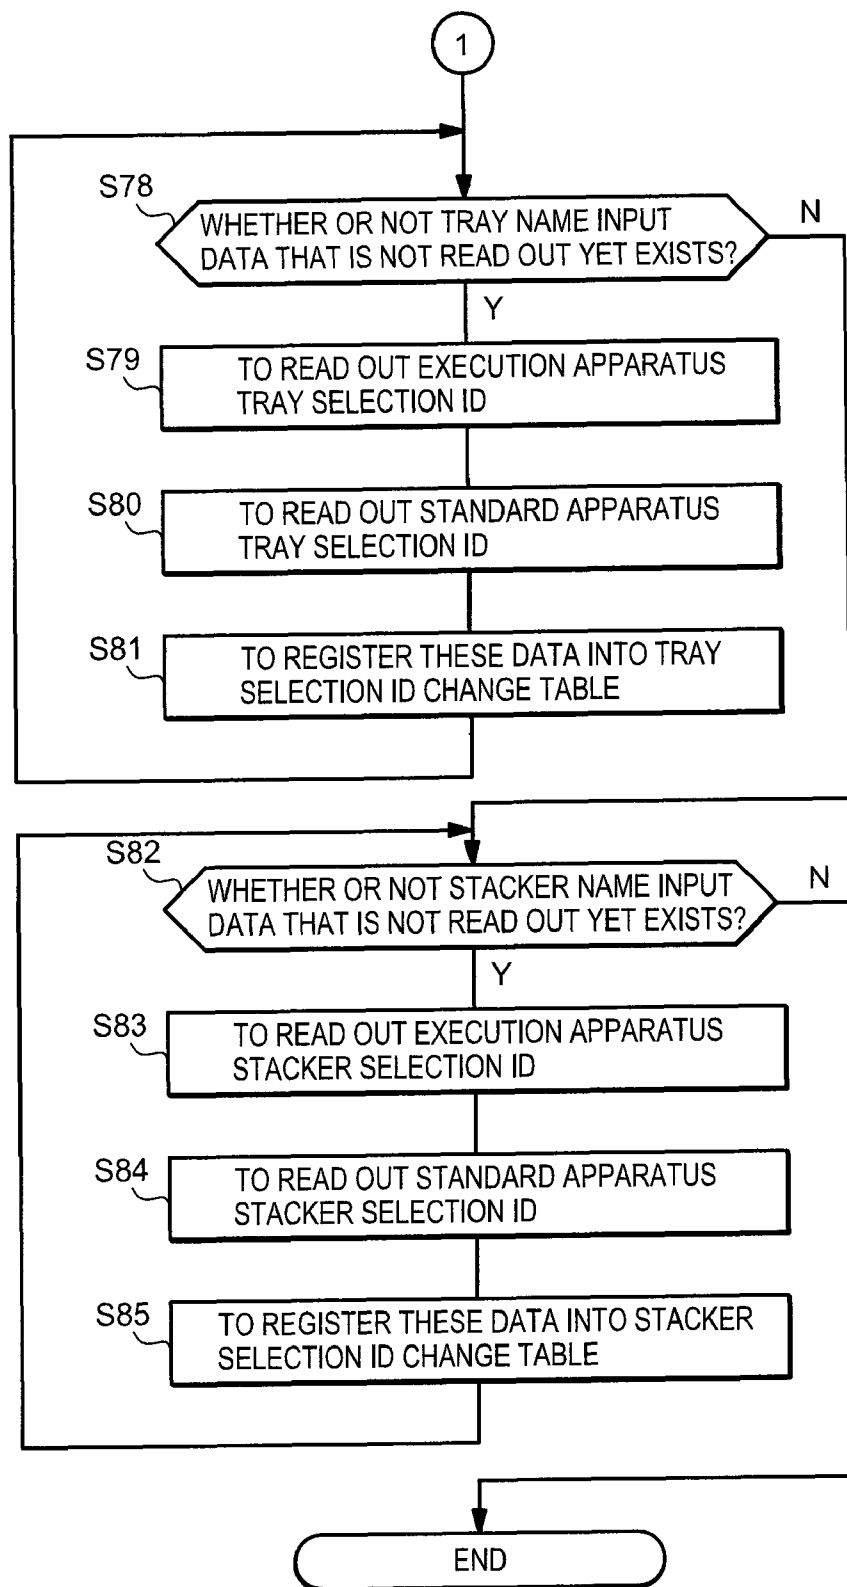 1
S78
WHETHER OR NOT TRAY NAME INPUT
DATA THAT IS NOT READ OUT YET EXISTS?
N
Y
S79
TO READ OUT EXECUTION APPARATUS
TRAY SELECTION ID
S80
TO READ OUT STANDARD APPARATUS
TRAY SELECTION ID
S81
TO REGISTER THESE DATA INTO TRAY
SELECTION ID CHANGE TABLE
S82
WHETHER OR NOT STACKER NAME INPUT
DATA THAT IS NOT READ OUT YET EXISTS?
N
Y
S83
TO READ OUT EXECUTION APPARATUS
STACKER SELECTION ID
S84
TO READ OUT STANDARD APPARATUS
STACKER SELECTION ID
S85
TO REGISTER THESE DATA INTO STACKER
SELECTION ID CHANGE TABLE
END